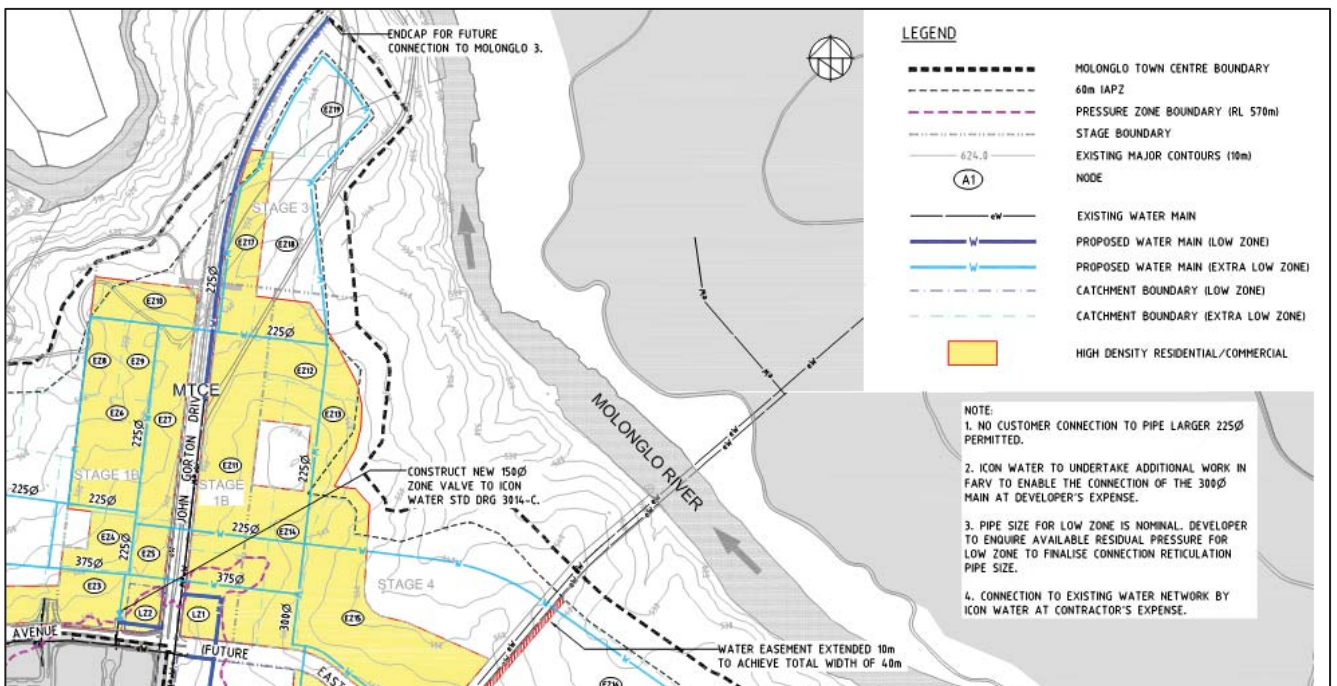 ENDCAP FOR FUTURE
CONNECTION TO MOLONGLO 3.
EZ19
STAGE 3
EZ17
EZ18
225Ø
EZ10
W
225Ø
W
EZ8
EZ9
EZ12
MTCE
EZ6
EZ7
EZ13
225Ø
JOHN GORTON DRIV
EZ11
225Ø
STAGE 1B
STAGE
1B
CONSTRUCT NEW 150Ø
ZONE VALVE TO ICON
WATER STD DRG 3014-C.
MOLONGLO RIVER
225Ø
225Ø
225Ø
EZ14
EZ4
225Ø
EZ5
375Ø
375Ø
STAGE 4
EZ3
LZ2
LZ1
300Ø
EZ15
AVENUE
FUTURE
EAST
EZ16
WATER EASEMENT EXTENDED 10m
TO ACHIEVE TOTAL WIDTH OF 40m
eW
eW
eW
LEGEND
MOLONGLO TOWN CENTRE BOUNDARY
60m IAPZ
PRESSURE ZONE BOUNDARY (RL 570m)
STAGE BOUNDARY
624.0 EXISTING MAJOR CONTOURS (10m)
A1 NODE
eW EXISTING WATER MAIN
W PROPOSED WATER MAIN (LOW ZONE)
W PROPOSED WATER MAIN (EXTRA LOW ZONE)
CATCHMENT BOUNDARY (LOW ZONE)
CATCHMENT BOUNDARY (EXTRA LOW ZONE)
HIGH DENSITY RESIDENTIAL/COMMERCIAL
NOTE:
1. NO CUSTOMER CONNECTION TO PIPE LARGER 225Ø
PERMITTED.
2. ICON WATER TO UNDERTAKE ADDITIONAL WORK IN
FARV TO ENABLE THE CONNECTION OF THE 300Ø
MAIN AT DEVELOPER'S EXPENSE.
3. PIPE SIZE FOR LOW ZONE IS NOMINAL. DEVELOPER
TO ENQUIRE AVAILABLE RESIDUAL PRESSURE FOR
LOW ZONE TO FINALISE CONNECTION RETICULATION
PIPE SIZE.
4. CONNECTION TO EXISTING WATER NETWORK BY
ICON WATER AT CONTRACTOR'S EXPENSE.